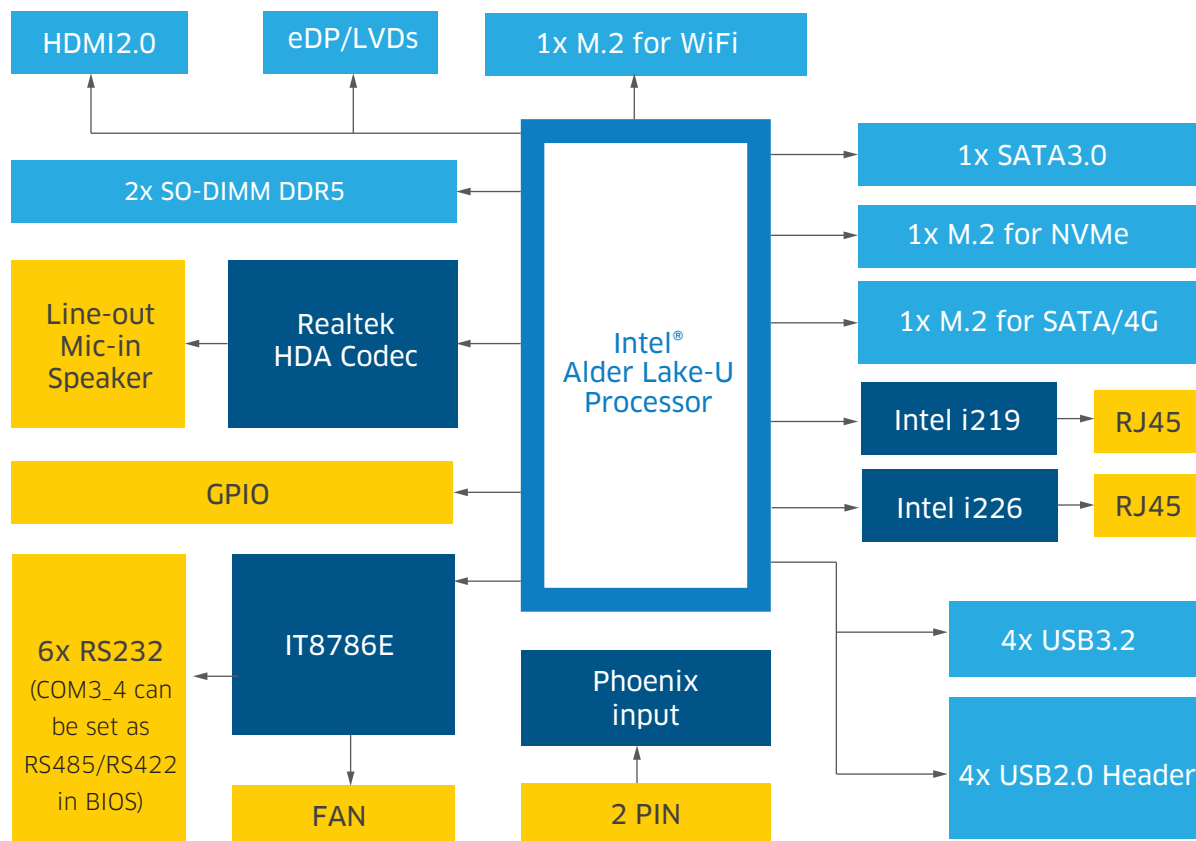 HDMI2.0
eDP/LVDs
1x M.2 for WiFi
2x SO-DIMM DDR5
1x SATA3.0
1x M.2 for NVMe
1x M.2 for SATA/4G
Line-out
Mic-in
Speaker
Realtek
HDA Codec
Intel®
Alder Lake-U
Processor
Intel i219
RJ45
GPIO
Intel i226
RJ45
6x RS232
(COM3_4 can
be set as
RS485/RS422
in BIOS)
IT8786E
FAN
Phoenix
input
2 PIN
4x USB3.2
4x USB2.0 Header